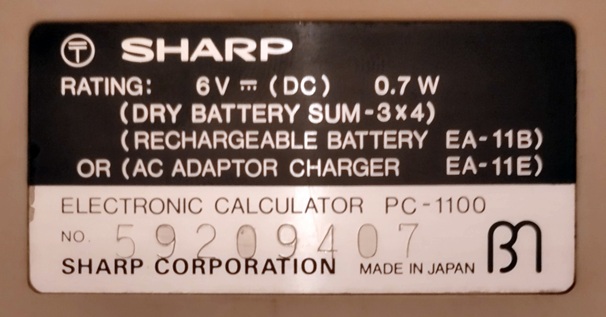 〒 SHARP
RATING: 6V ⎓ (DC) 0.7W
(DRY BATTERY SUM-3×4)
(RECHARGEABLE BATTERY EA-11B)
OR (AC ADAPTOR CHARGER EA-11E)
ELECTRONIC CALCULATOR PC-1100
NO. 59209407
SHARP CORPORATION MADE IN JAPAN